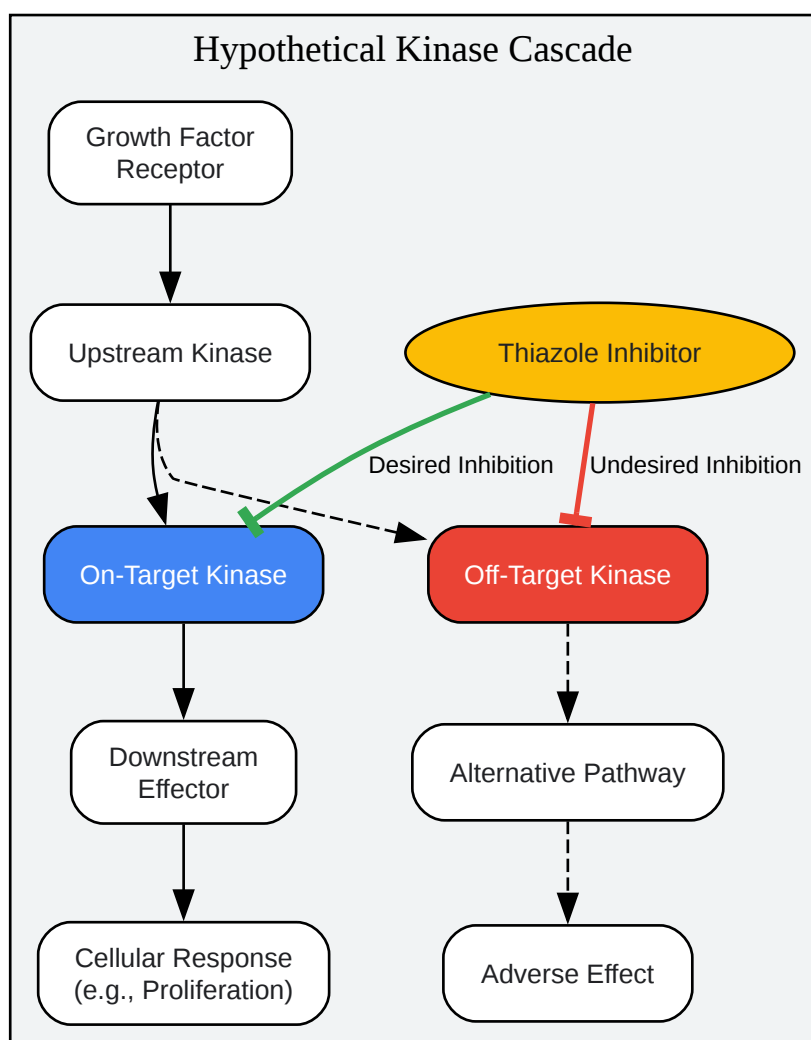 Hypothetical Kinase Cascade
Growth Factor
Receptor
Upstream Kinase
Thiazole Inhibitor
Desired Inhibition
Undesired Inhibition
On-Target Kinase
Off-Target Kinase
Downstream
Effector
Alternative Pathway
Cellular Response
(e.g., Proliferation)
Adverse Effect